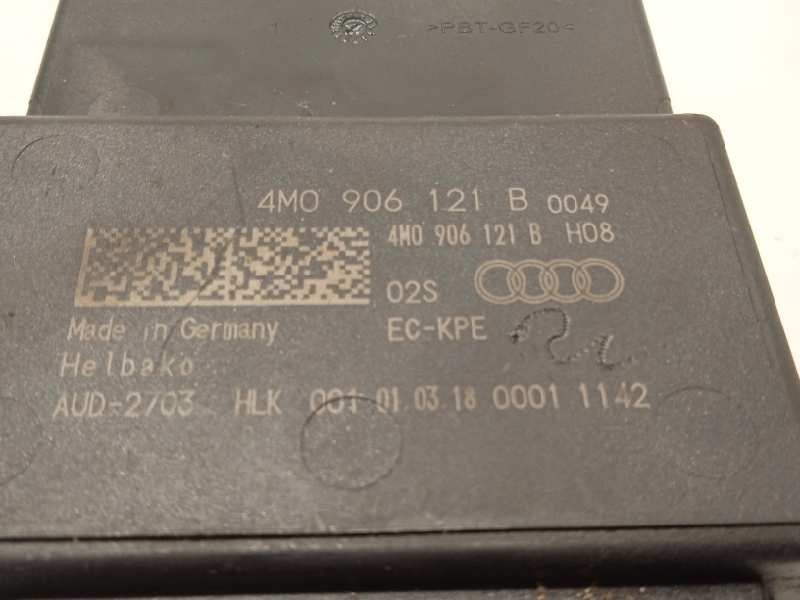 >PBT-GF20<
4M0 906 121 B 0049
4M0 906 121 B H08
02S
Made in Germany EC-KPE
Helbako
AUD-2703 HLK 001 01.03.18 0001 1142